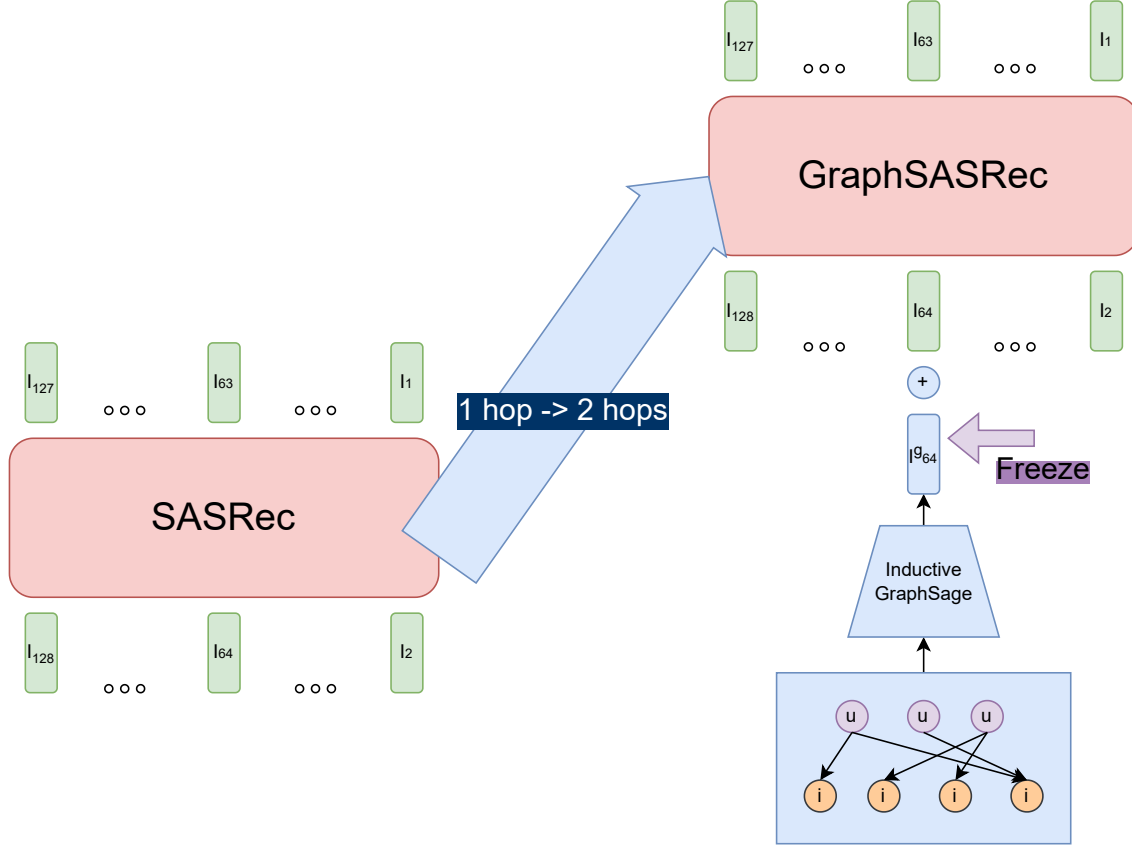 I127 I63 I1
GraphSASRec
I128 I64 I2
+
I127 I63 I1
1 hop -> 2 hops
Ig64
Freeze
SASRec
Inductive
GraphSage
I128 I64 I2
u u u
i i i i